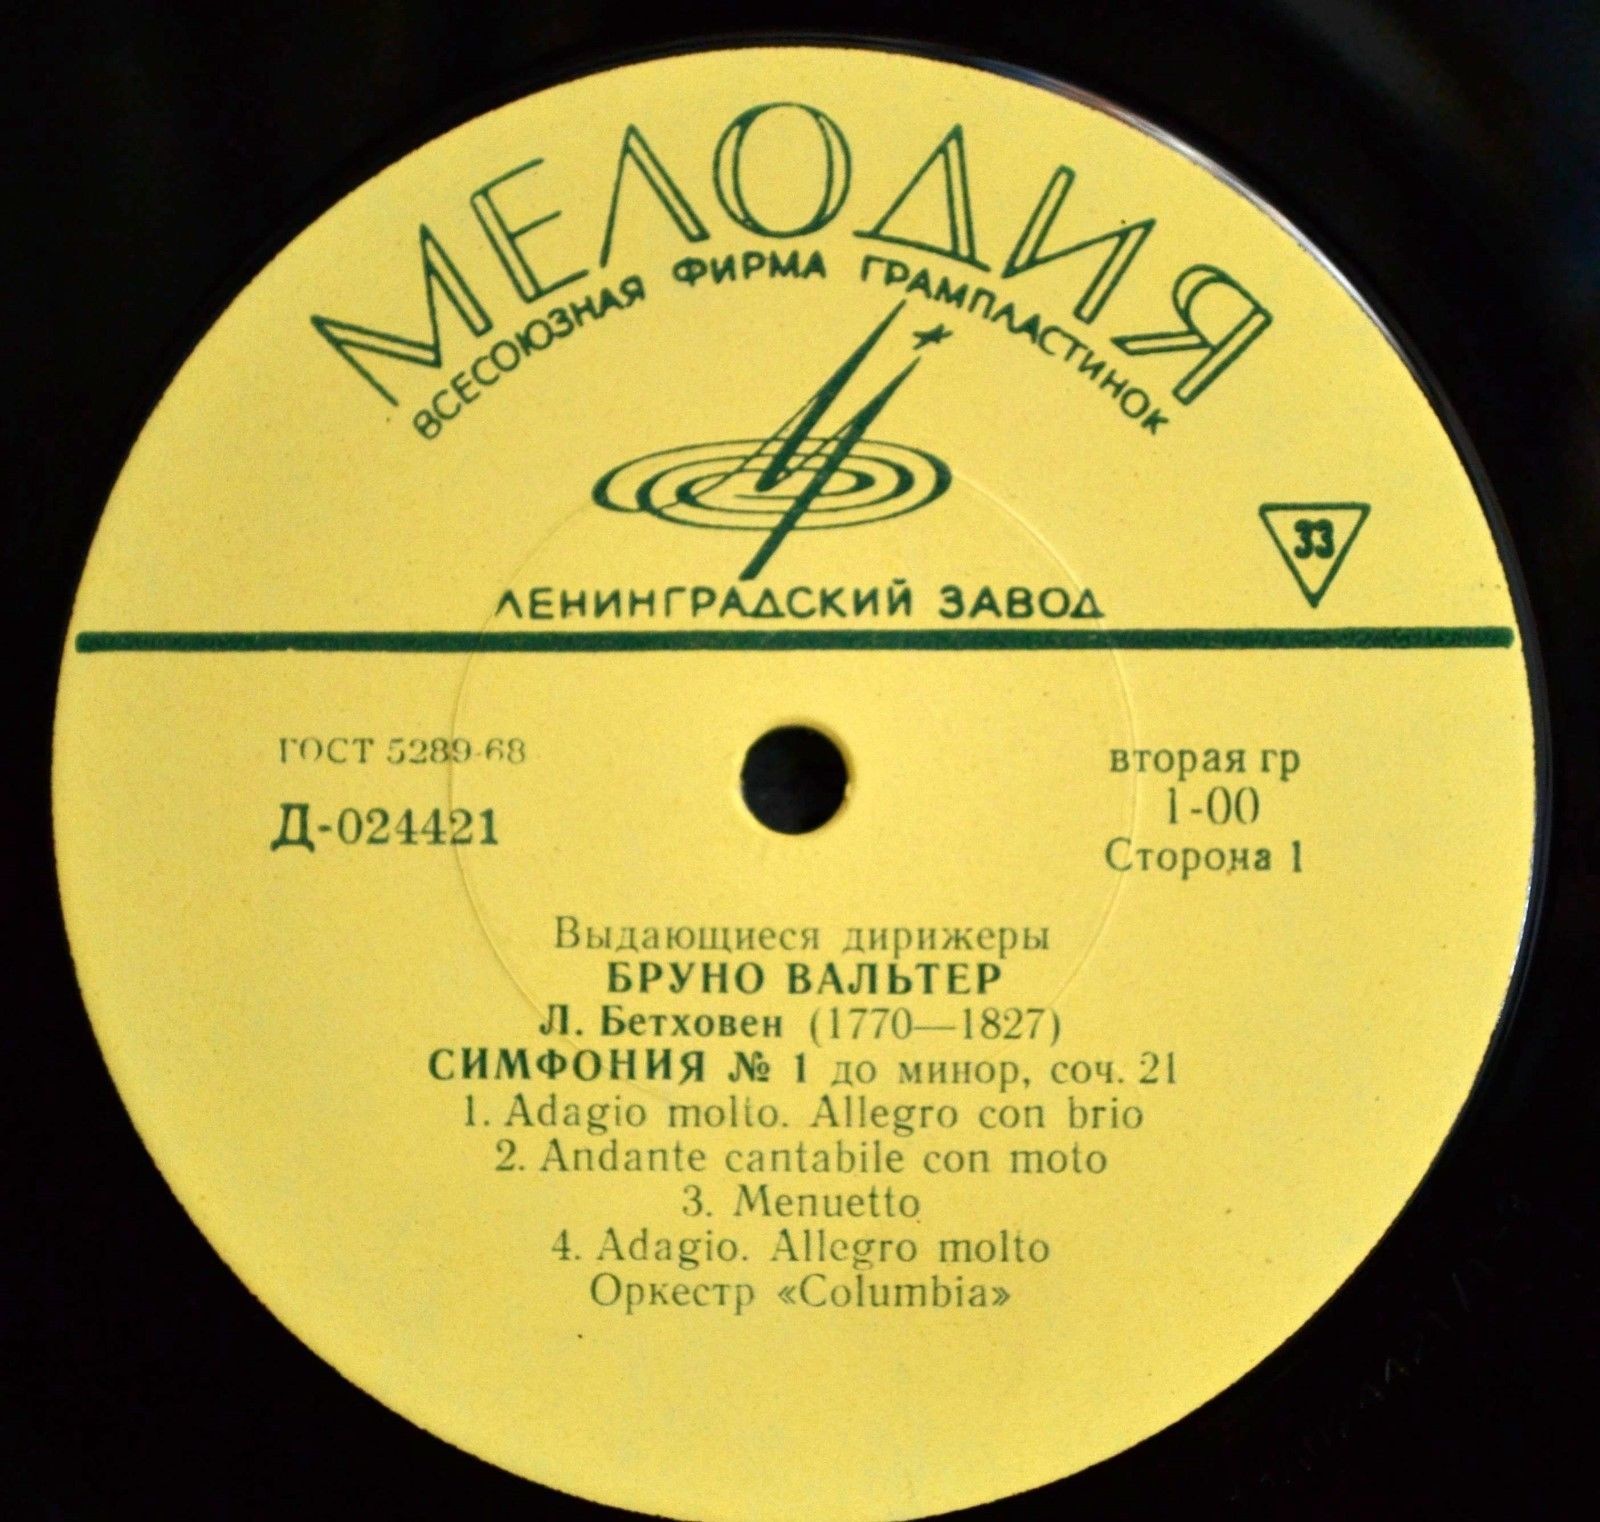 МЕЛОДИЯ
ВСЕСОЮЗНАЯ ФИРМА ГРАМПЛАСТИНОК
33
ЛЕНИНГРАДСКИЙ ЗАВОД
ГОСТ 5289-68
Д-024421
вторая гр
1-00
Сторона 1
Выдающиеся дирижеры
БРУНО ВАЛЬТЕР
Л. Бетховен (1770—1827)
СИМФОНИЯ № 1 до минор, соч. 21
1. Adagio molto. Allegro con brio
2. Andante cantabile con moto
3. Menuetto
4. Adagio. Allegro molto
Оркестр «Columbia»